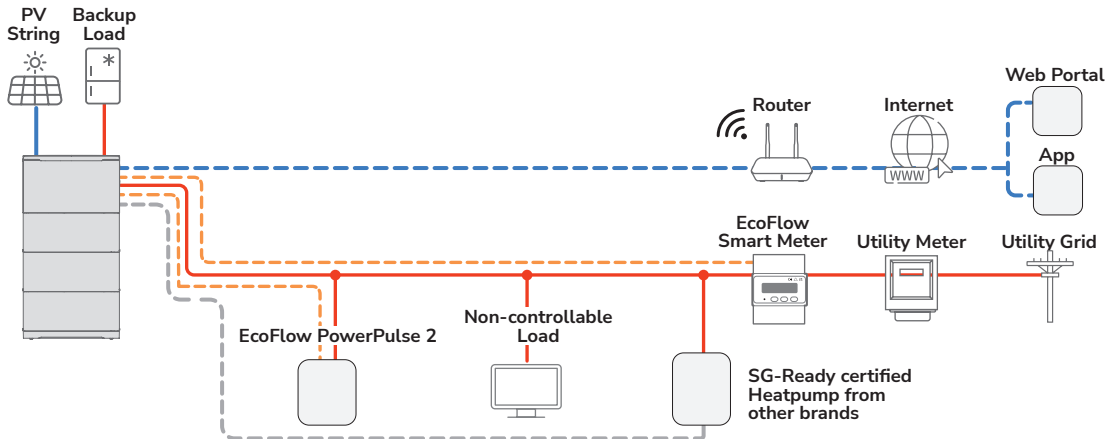 PV
String
Backup
Load
Router
Internet
WWW
Web Portal
App
EcoFlow
Smart Meter
Utility Meter
Utility Grid
EcoFlow PowerPulse 2
Non-controllable
Load
SG-Ready certified
Heatpump from
other brands